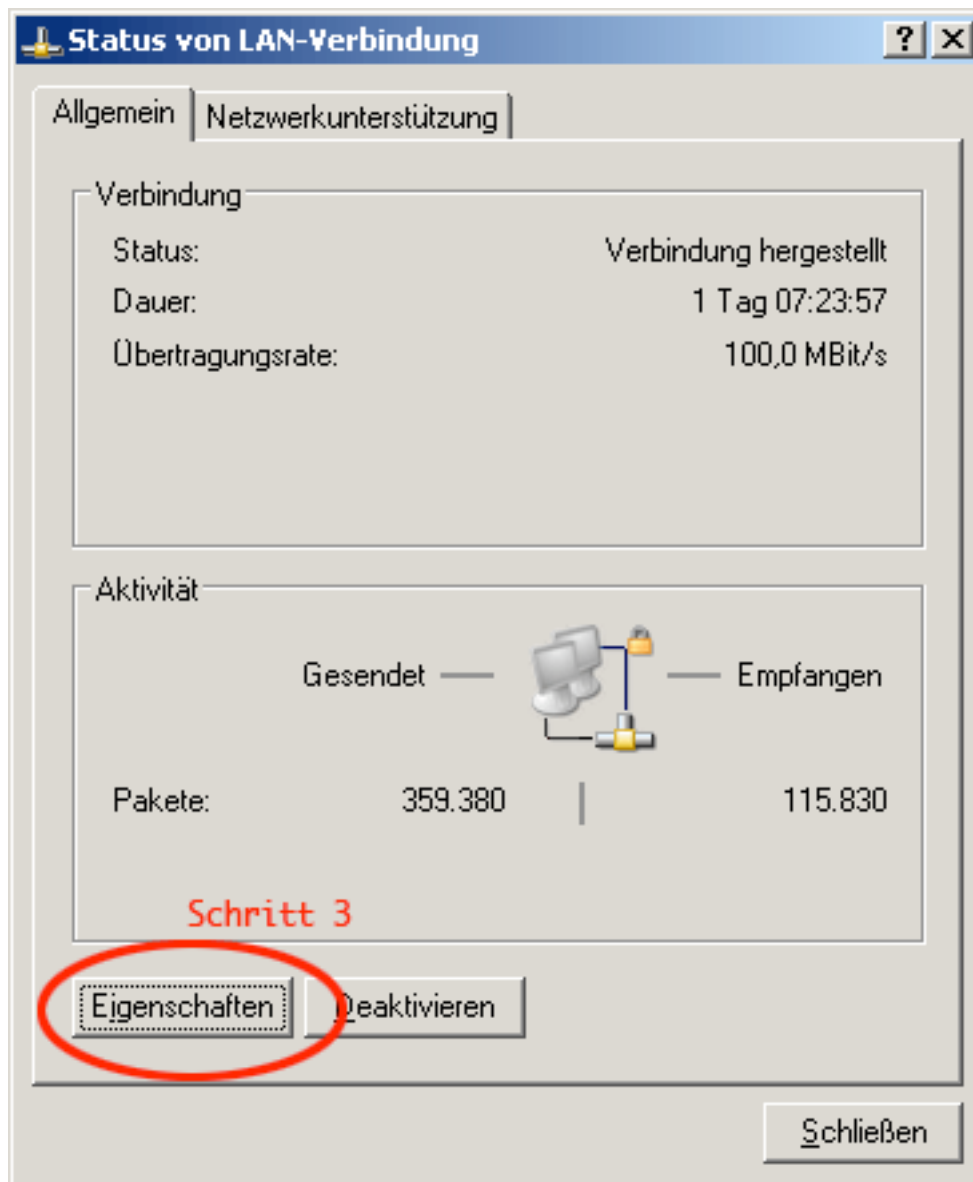 Status von LAN-Verbindung
Allgemein
Netzwerkunterstützung
Verbindung
Status: Verbindung hergestellt
Dauer: 1 Tag 07:23:57
Übertragungsrate: 100,0 MBit/s
Aktivität
Gesendet Empfangen
Pakete: 359.380 115.830
Schritt 3
Eigenschaften Deaktivieren
Schließen